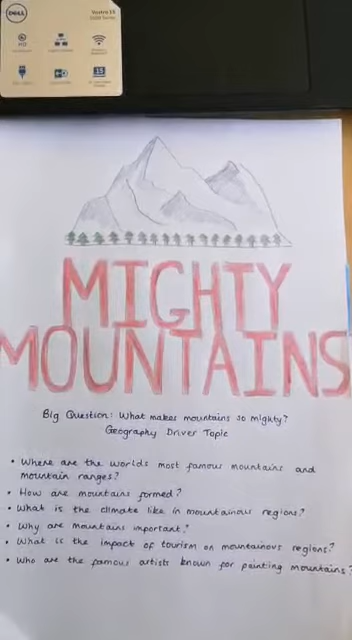 DELL
Vostro 15
MIGHTY
MOUNTAINS
Big Question: What makes mountains so mighty?
Geography Driver Topic
• Where are the worlds most famous mountains and
mountain ranges?
• How are mountains formed?
• What is the climate like in mountainous regions?
• Why are mountains important?
• What is the impact of tourism on mountainous regions?
• Who are the famous artists known for painting mountains?